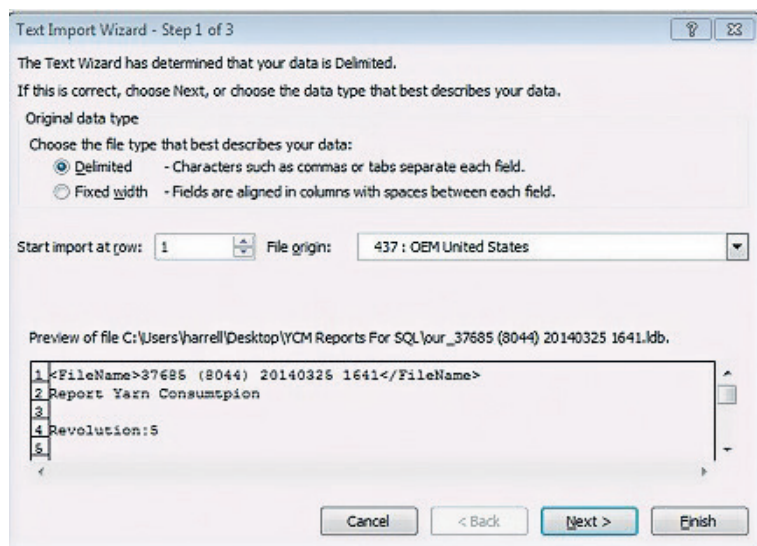 Text Import Wizard - Step 1 of 3
The Text Wizard has determined that your data is Delimited.
If this is correct, choose Next, or choose the data type that best describes your data.
Original data type
Choose the file type that best describes your data:
Delimited - Characters such as commas or tabs separate each field.
Fixed width - Fields are aligned in columns with spaces between each field.
Start import at row: 1 File origin: 437 : OEM United States
Preview of file C:\Users\harrell\Desktop\YCM Reports For SQL\our_37685 (8044) 20140325 1641.ldb.
1 <FileName>37685 (8044) 20140325 1641</FileName>
2 Report Yarn Consumtpion
3
4 Revolution:5
5
Cancel < Back Next > Finish